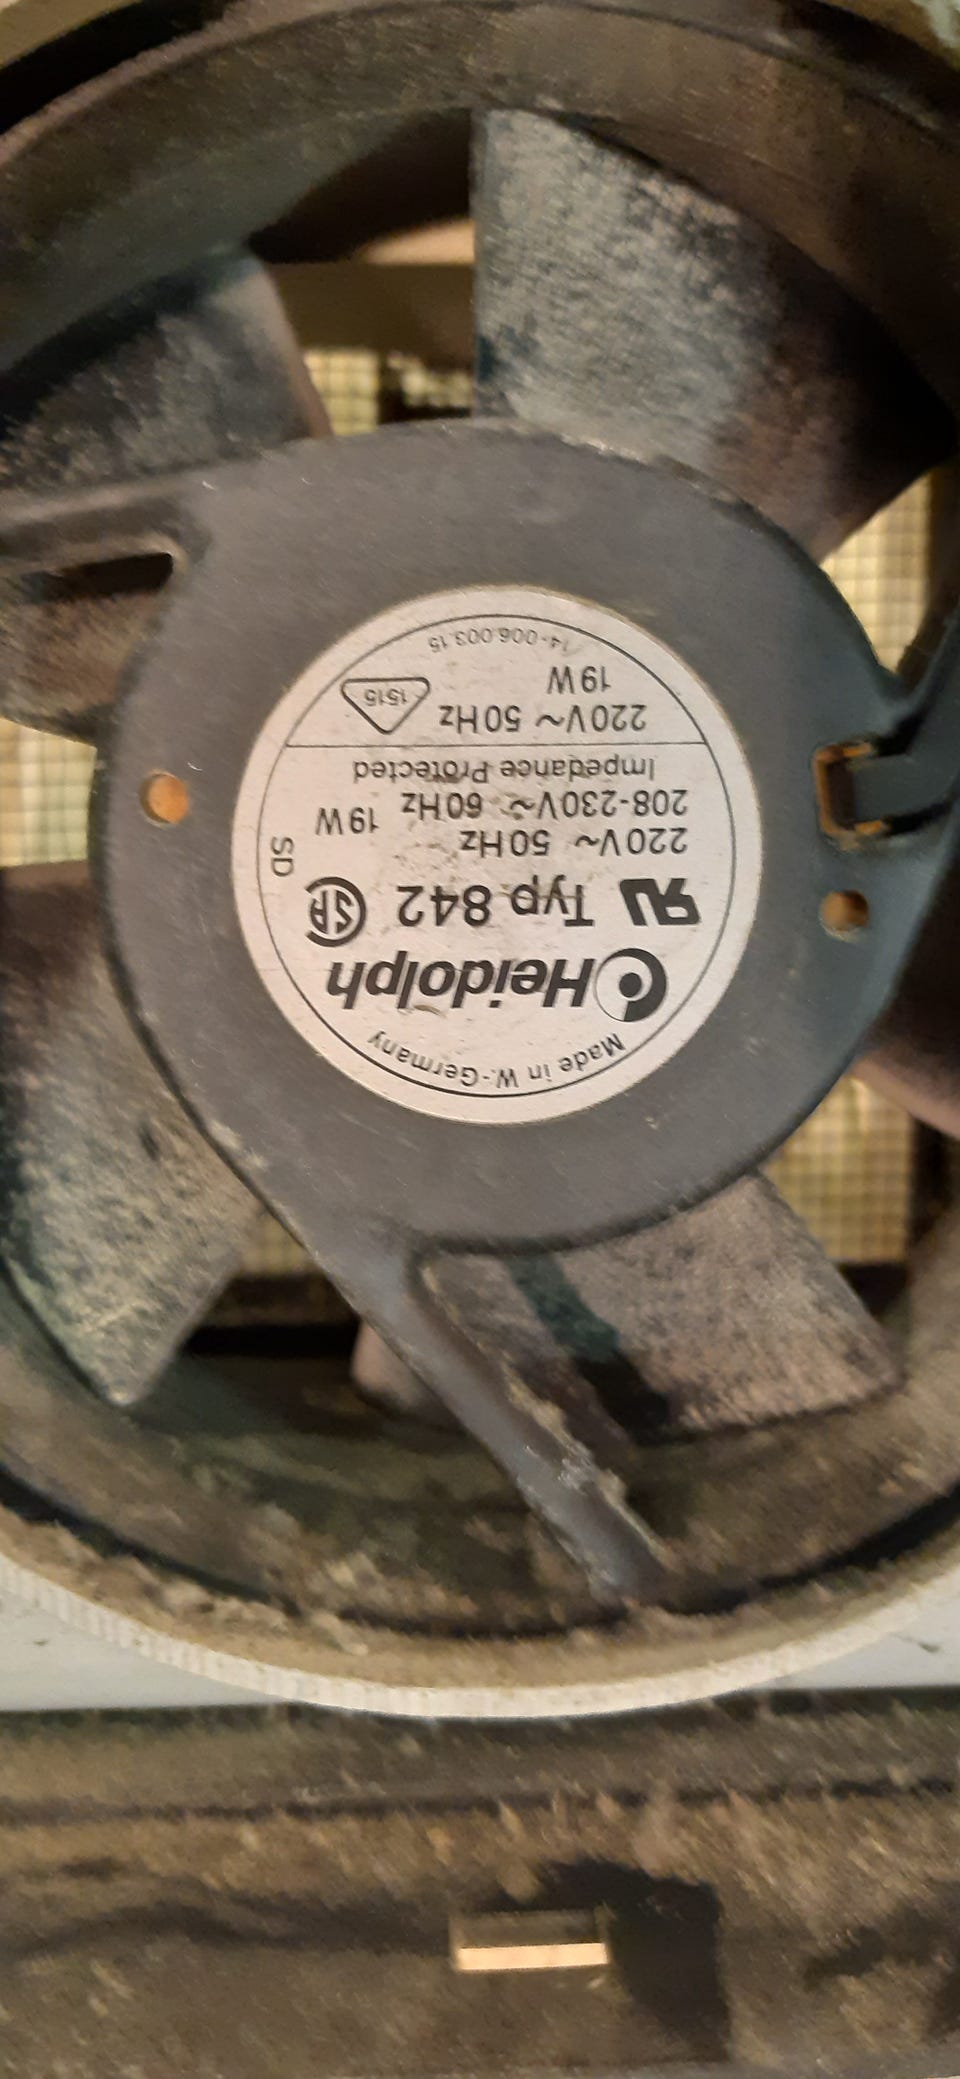 Made in W.-Germany
Heidolph
Typ 842
SD
220V~ 50Hz
208-230V~ 60Hz 19W
Impedance Protected
220V~ 50Hz
19W
1515
14-006.003.15